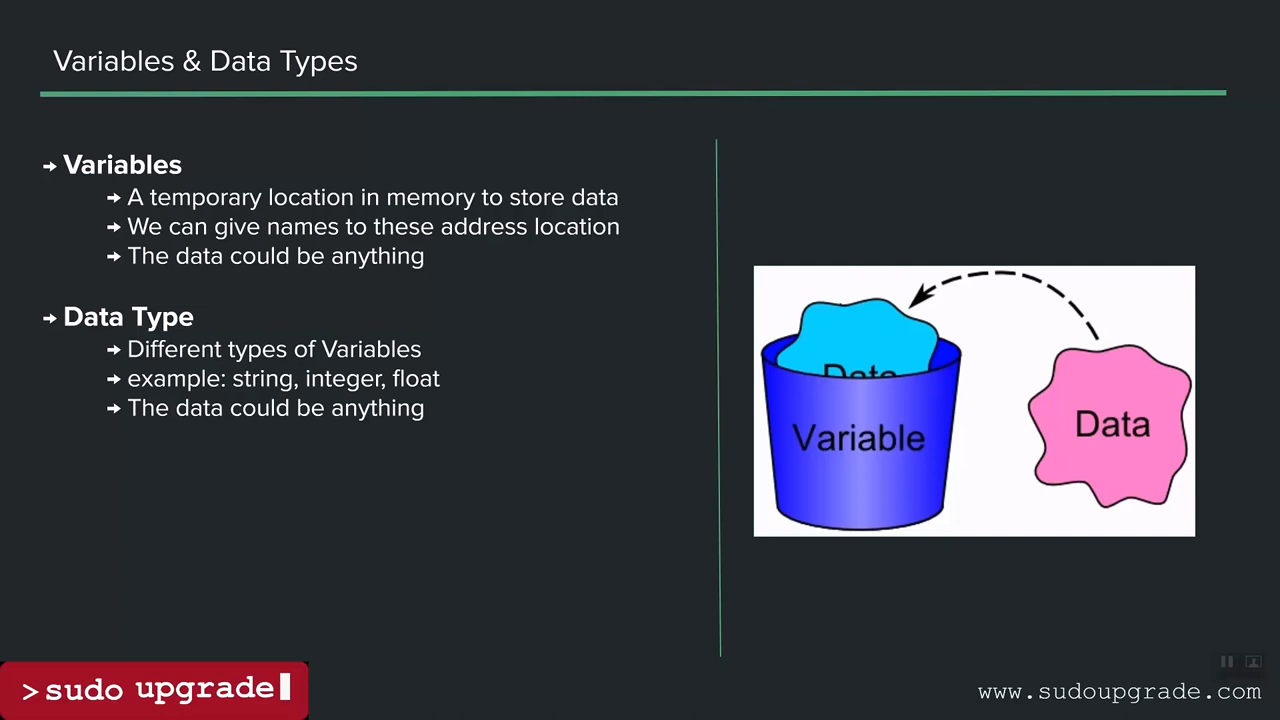 Variables & Data Types
→ Variables
→ A temporary location in memory to store data
→ We can give names to these address location
→ The data could be anything
→ Data Type
→ Different types of Variables
→ example: string, integer, float
→ The data could be anything
Data
Variable
Data
>sudo upgrade
www.sudoupgrade.com